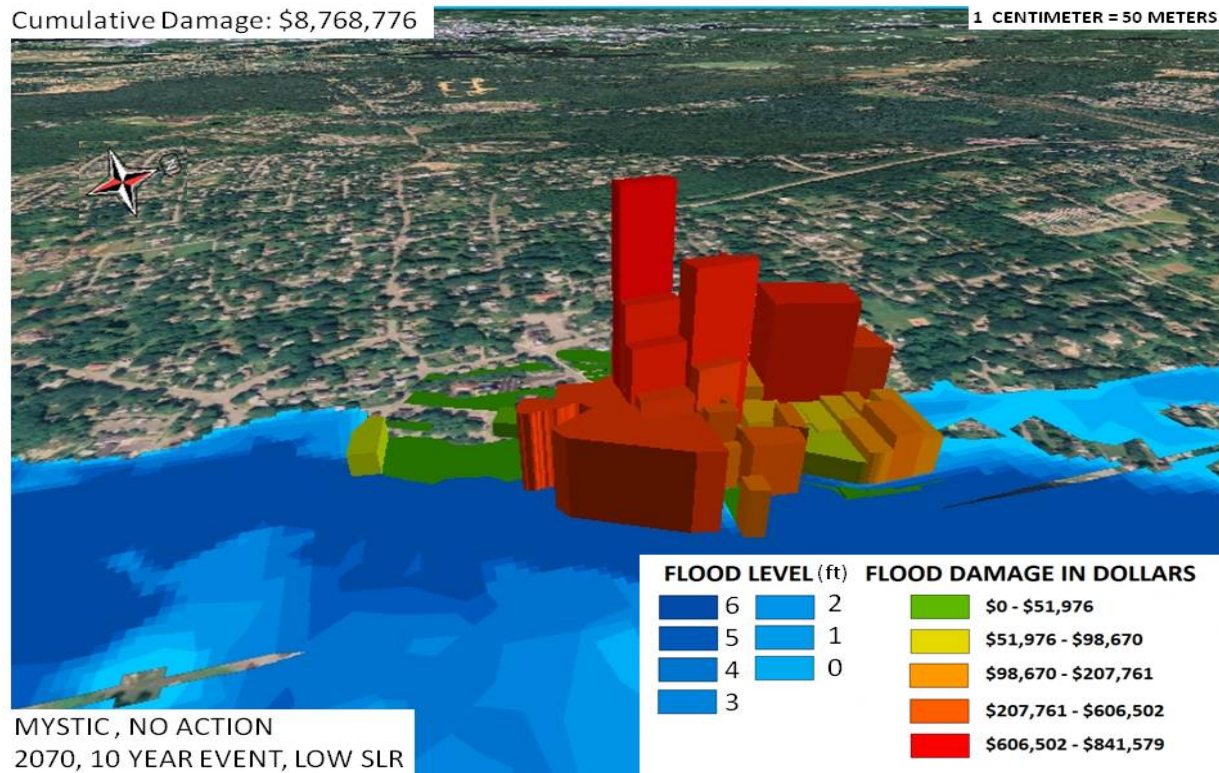 Cumulative Damage: $8,768,776
1 CENTIMETER = 50 METERS
N
FLOOD LEVEL (ft)
6
5
4
3
2
1
0
FLOOD DAMAGE IN DOLLARS
$0 - $51,976
$51,976 - $98,670
$98,670 - $207,761
$207,761 - $606,502
$606,502 - $841,579
MYSTIC, NO ACTION
2070, 10 YEAR EVENT, LOW SLR